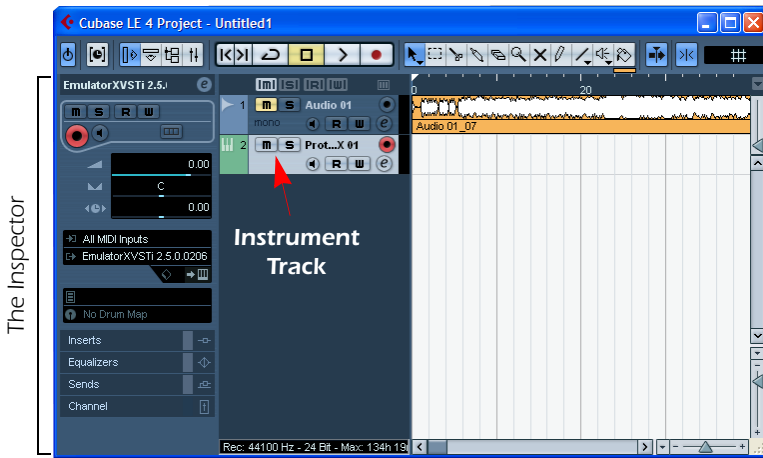 Cubase LE 4 Project - Untitled1
EmulatorXVSTi 2.5.( e
m S R W
0.00
C
0.00
All MIDI Inputs
EmulatorXVSTi 2.5.0.0206
No Drum Map
Inserts
Equalizers
Sends
Channel
The Inspector
[m] [S] [R] [W]
1 m S Audio 01
mono R W e
2 m S Prot...X 01
R W e
Instrument
Track
0 20
Audio 01_07
Rec: 44100 Hz - 24 Bit - Max: 134h 19